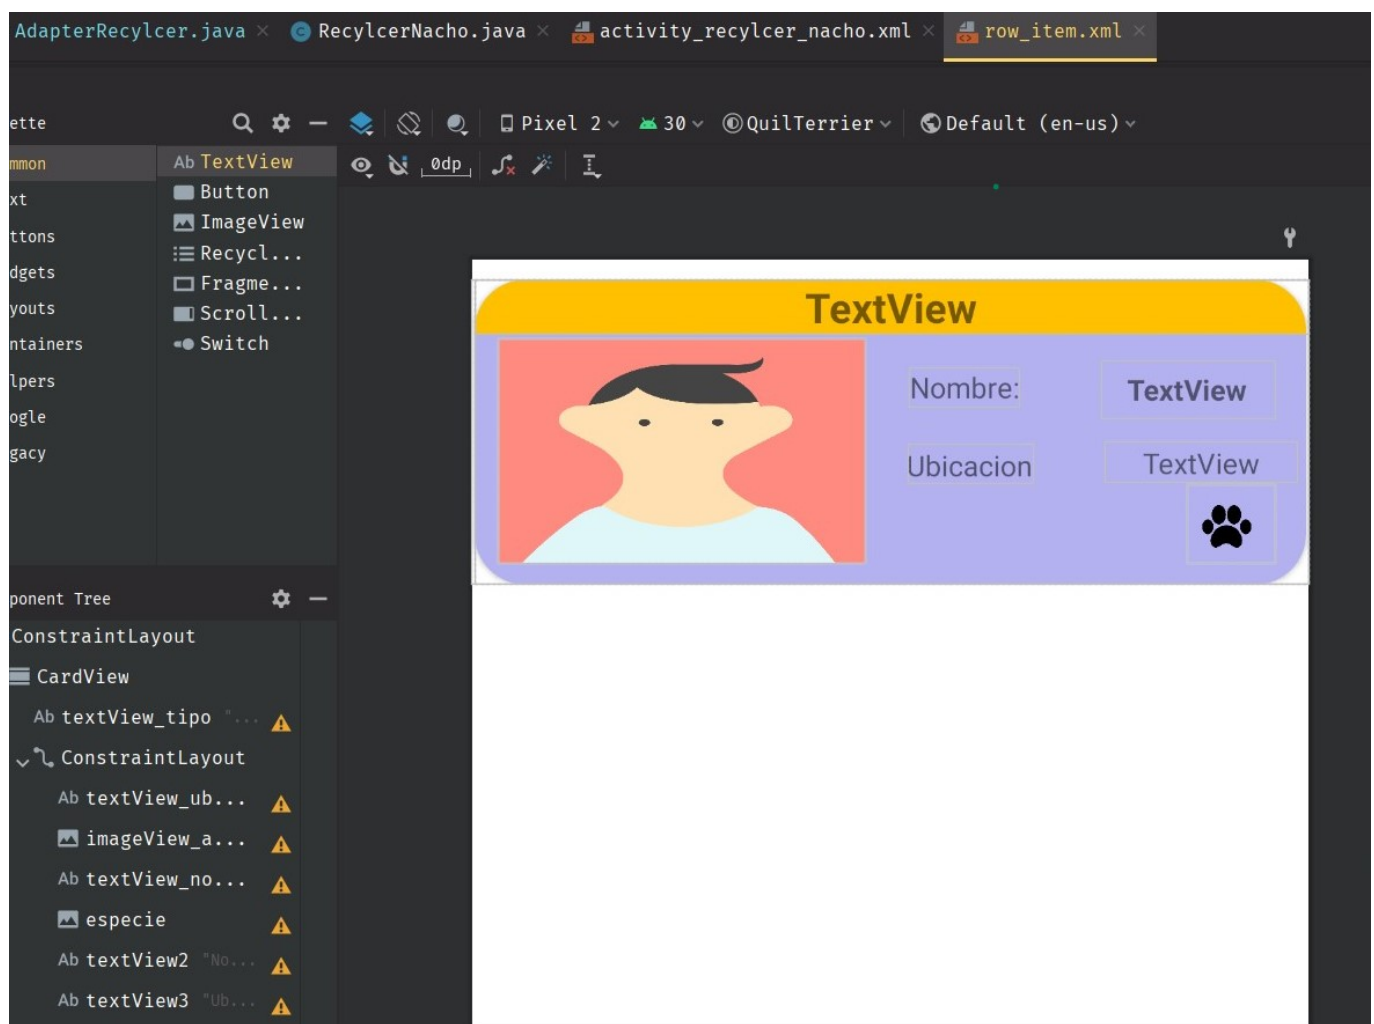 AdapterRecylcer.java
RecylcerNacho.java
activity_recylcer_nacho.xml
row_item.xml
ette
Pixel 2
30
QuilTerrier
Default (en-us)
mmon
xt
ttons
dgets
youts
ntainers
lpers
ogle
gacy
Ab TextView
Button
ImageView
Recycl...
Fragme...
Scroll...
Switch
0dp
TextView
Nombre:
TextView
Ubicacion
TextView
ponent Tree
ConstraintLayout
CardView
Ab textView_tipo "...
ConstraintLayout
Ab textView_ub...
imageView_a...
Ab textView_no...
especie
Ab textView2 "No...
Ab textView3 "Ub...